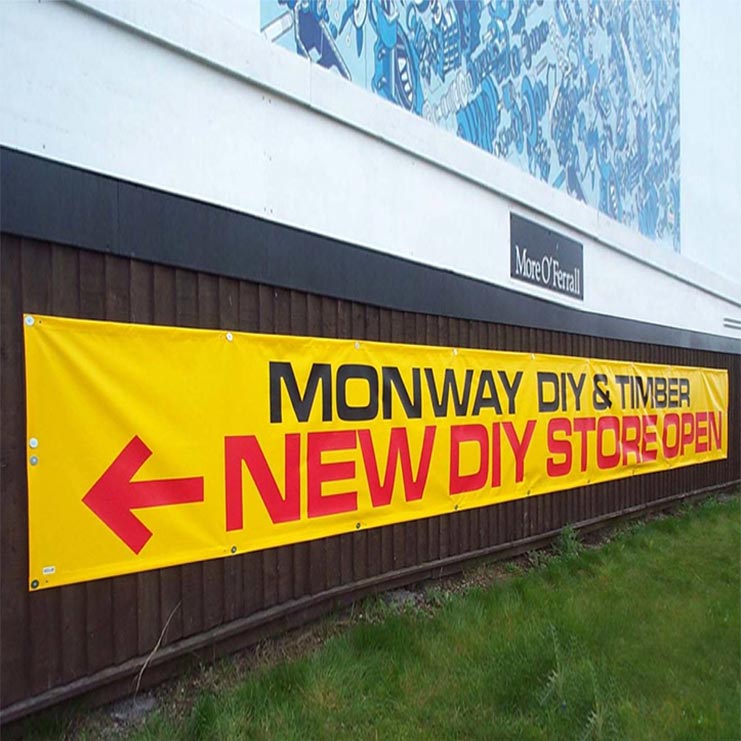 More O'Ferrall
MONWAY DIY & TIMBER
← NEW DIY STORE OPEN